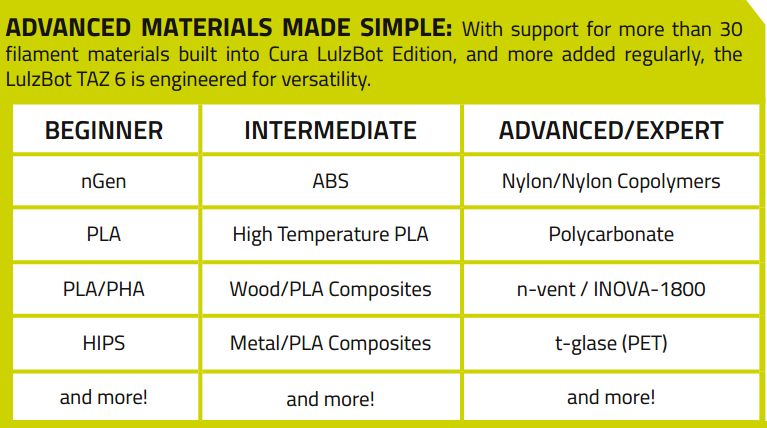 ADVANCED MATERIALS MADE SIMPLE: With support for more than 30
filament materials built into Cura LulzBot Edition, and more added regularly, the
LulzBot TAZ 6 is engineered for versatility.
BEGINNER INTERMEDIATE ADVANCED/EXPERT
nGen ABS Nylon/Nylon Copolymers
PLA High Temperature PLA Polycarbonate
PLA/PHA Wood/PLA Composites n-vent / INOVA-1800
HIPS Metal/PLA Composites t-glase (PET)
and more! and more! and more!